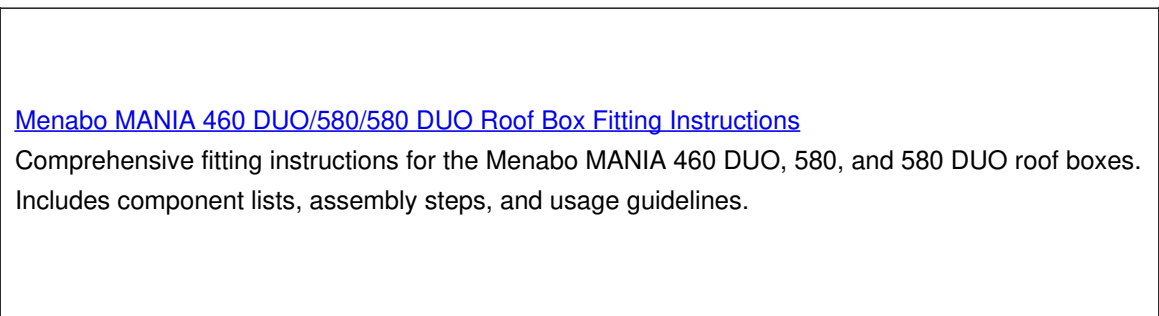 Menabo MANIA 460 DUO/580/580 DUO Roof Box Fitting Instructions
Comprehensive fitting instructions for the Menabo MANIA 460 DUO, 580, and 580 DUO roof boxes.
Includes component lists, assembly steps, and usage guidelines.